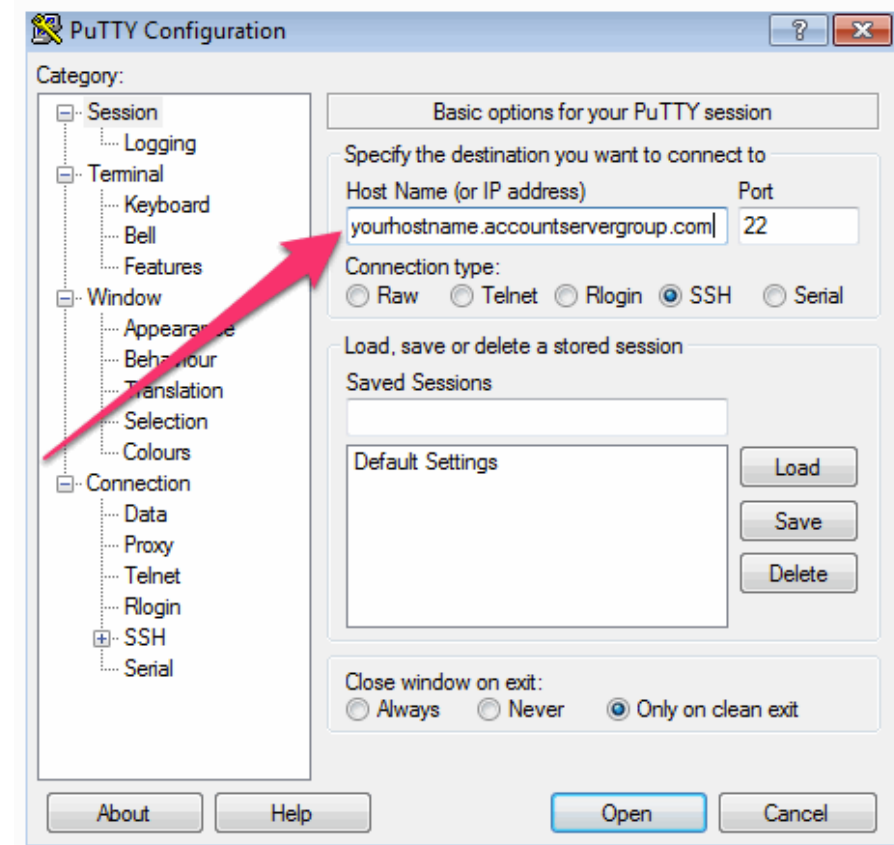 PuTTY Configuration
Category:
Session
Logging
Terminal
Keyboard
Bell
Features
Window
Appearance
Behaviour
Translation
Selection
Colours
Connection
Data
Proxy
Telnet
Rlogin
SSH
Serial
Basic options for your PuTTY session
Specify the destination you want to connect to
Host Name (or IP address) Port
yourhostname.accountservergroup.com 22
Connection type:
Raw Telnet Rlogin SSH Serial
Load, save or delete a stored session
Saved Sessions
Default Settings
Load
Save
Delete
Close window on exit:
Always Never Only on clean exit
About Help Open Cancel